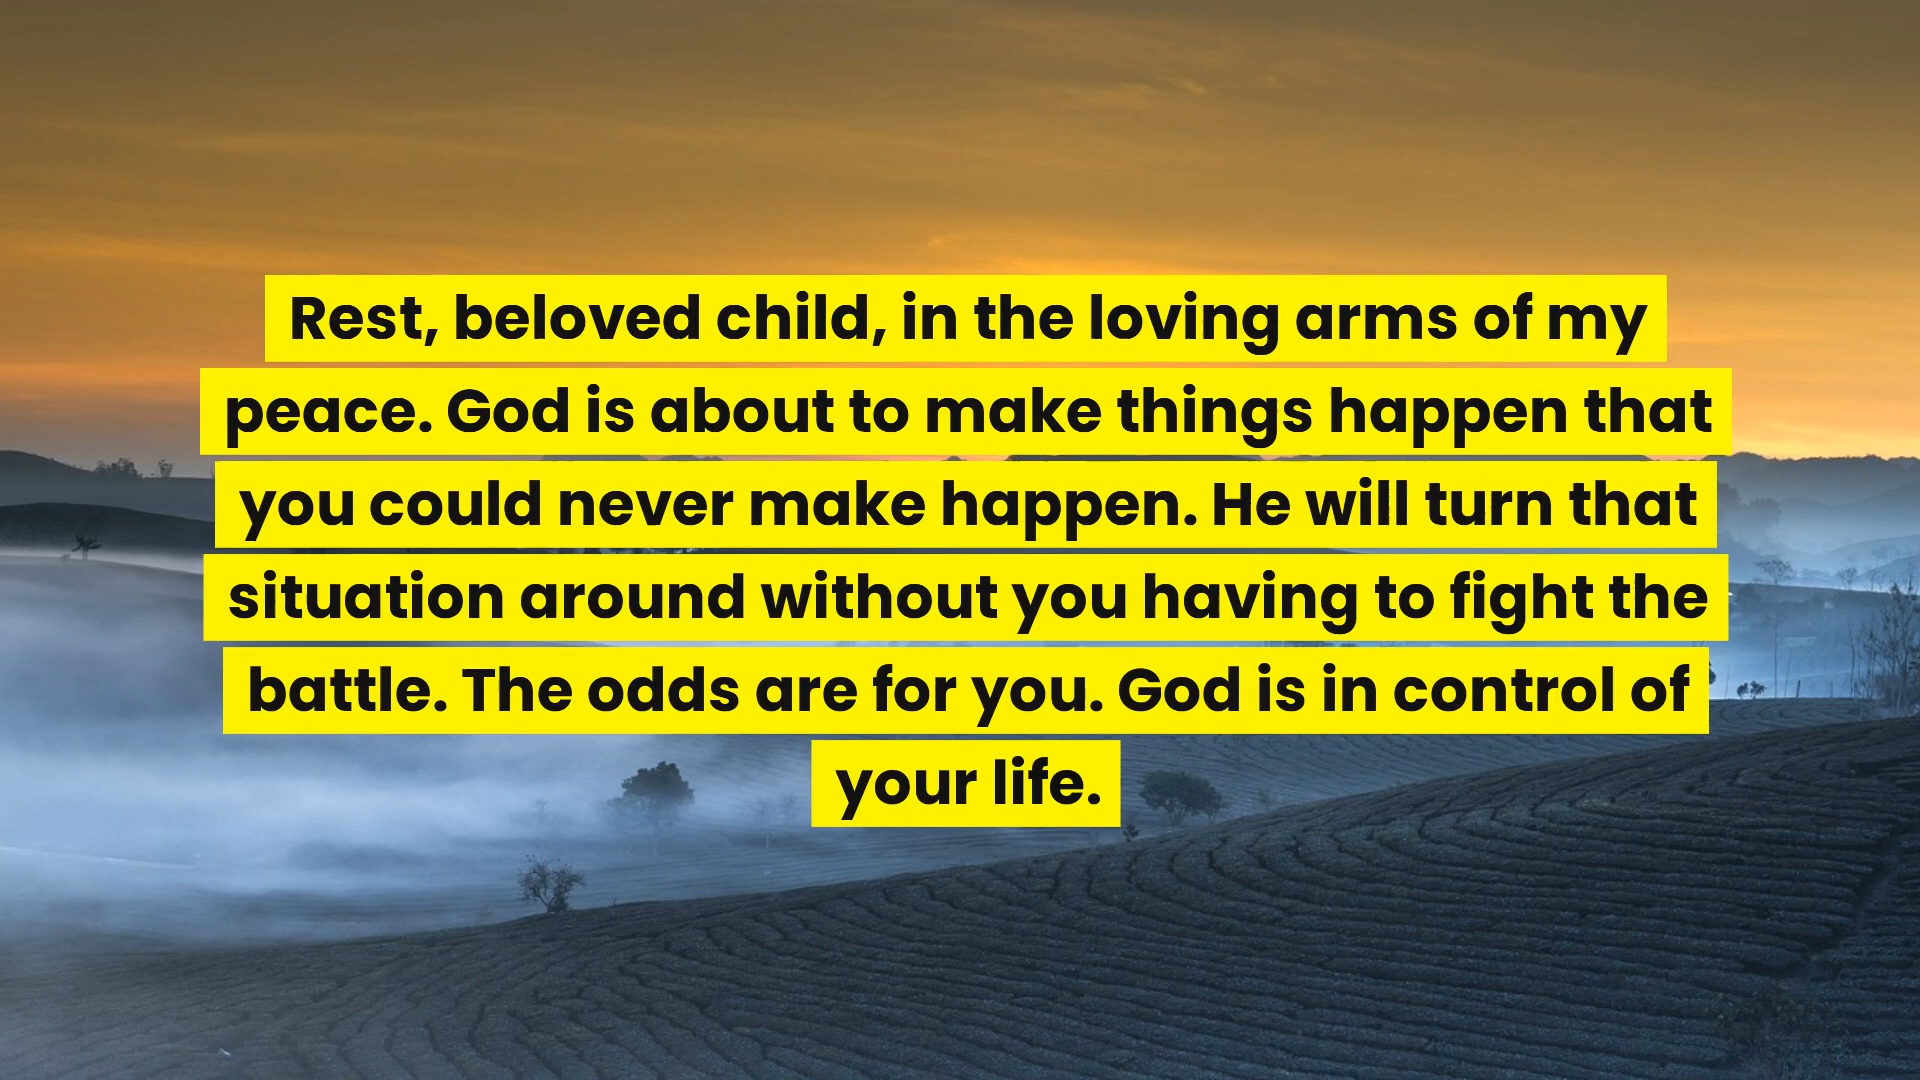 Rest, beloved child, in the loving arms of my
peace. God is about to make things happen that
you could never make happen. He will turn that
situation around without you having to fight the
battle. The odds are for you. God is in control of
your life.